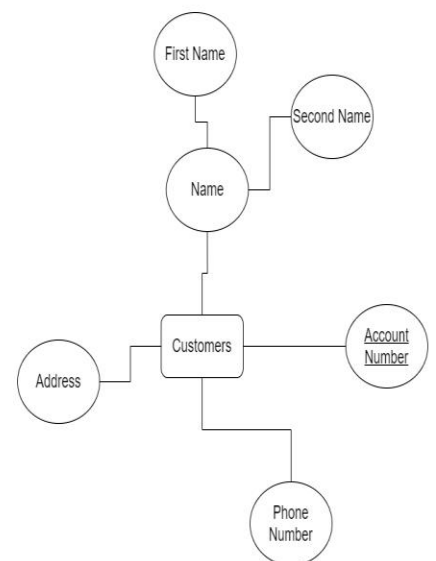 First Name
Second Name
Name
Customers
Account
Number
Address
Phone
Number